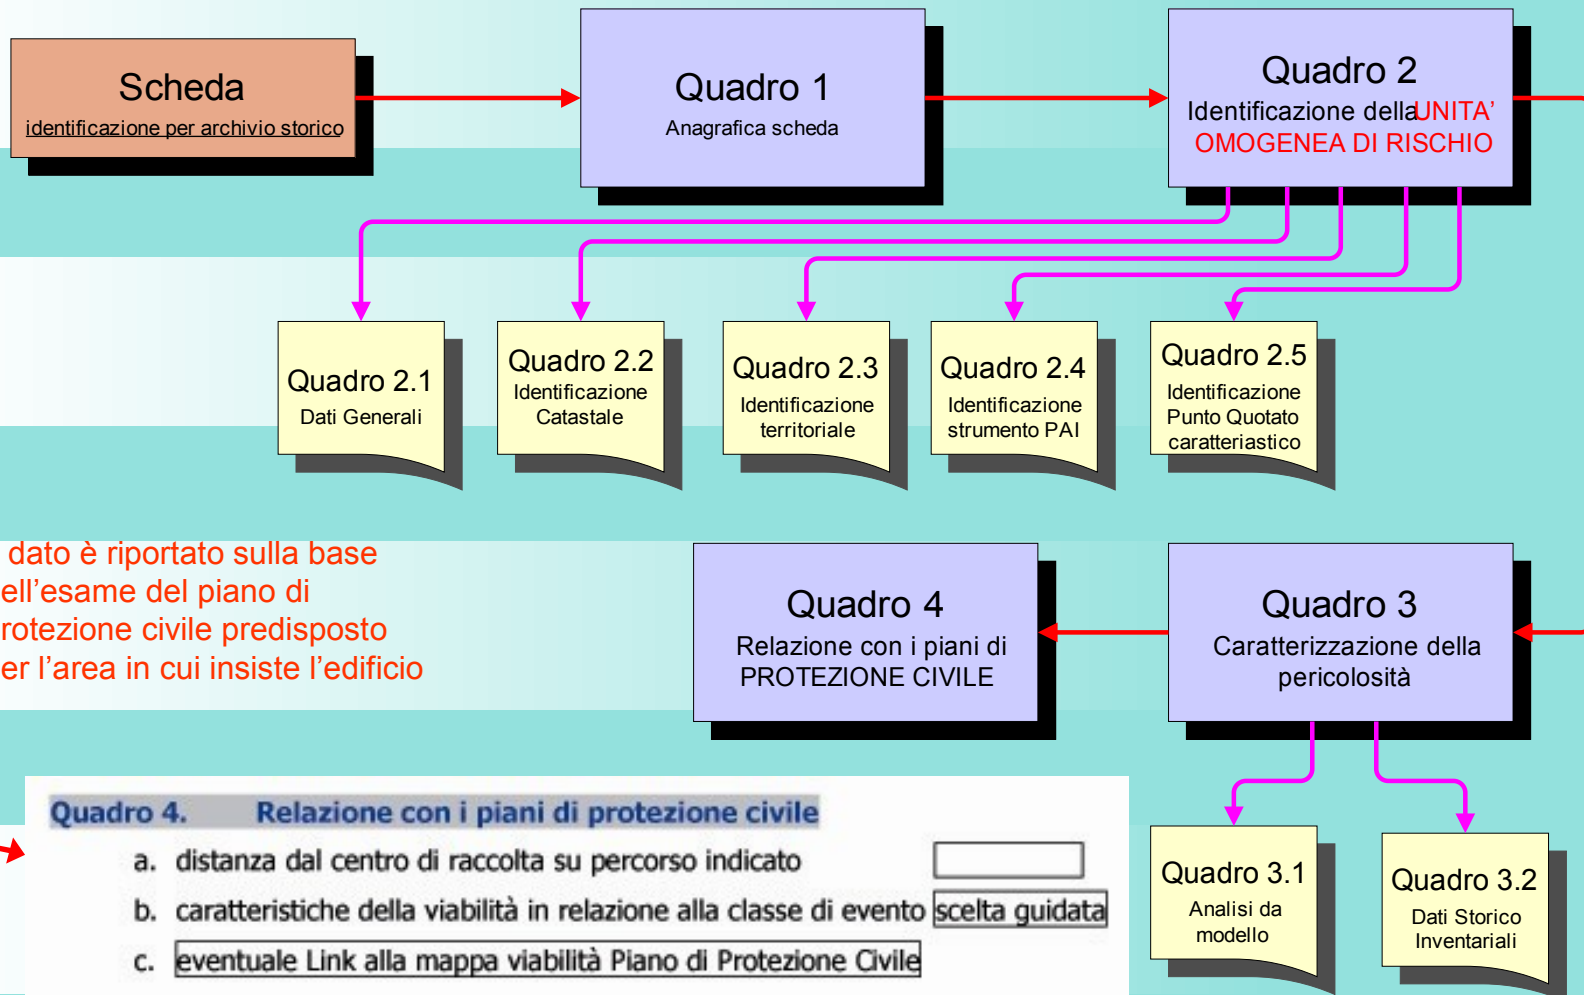 Scheda
identificazione per archivio storico
Quadro 1
Anagrafica scheda
Quadro 2
Identificazione della UNITA’
OMOGENEA DI RISCHIO
Quadro 2.1
Dati Generali
Quadro 2.2
Identificazione
Catastale
Quadro 2.3
Identificazione
territoriale
Quadro 2.4
Identificazione
strumento PAI
Quadro 2.5
Identificazione
Punto Quotato
caratteriastico
dato è riportato sulla base
ell’esame del piano di
rotezione civile predisposto
er l’area in cui insiste l’edificio
Quadro 4
Relazione con i piani di
PROTEZIONE CIVILE
Quadro 3
Caratterizzazione della
pericolosità
Quadro 4. Relazione con i piani di protezione civile
a. distanza dal centro di raccolta su percorso indicato
b. caratteristiche della viabilità in relazione alla classe di evento scelta guidata
c. eventuale Link alla mappa viabilità Piano di Protezione Civile
Quadro 3.1
Analisi da
modello
Quadro 3.2
Dati Storico
Inventariali